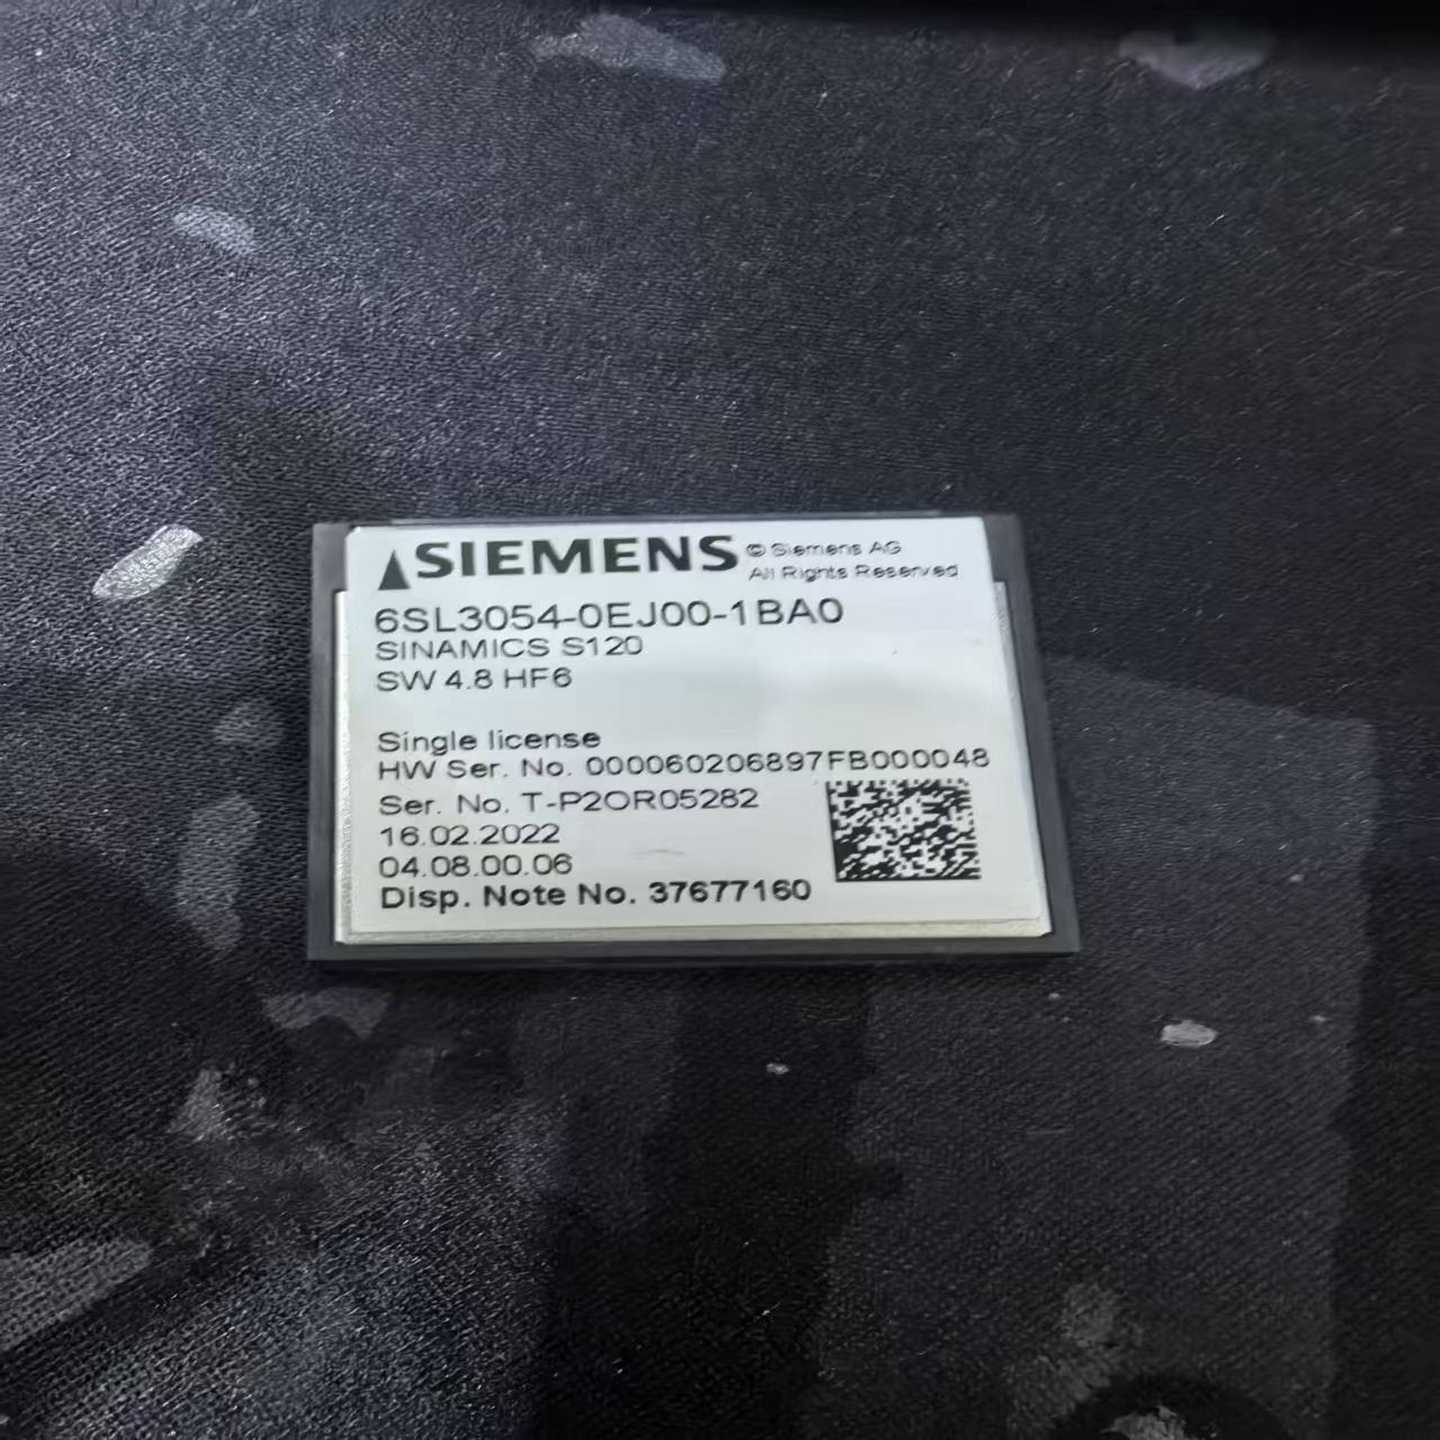 SIEMENS © Siemens AG
All Rights Reserved
6SL3054-0EJ00-1BA0
SINAMICS S120
SW 4.8 HF6
Single license
HW Ser. No. 000060206897FB000048
Ser. No. T-P2OR05282
16.02.2022
04.08.00.06
Disp. Note No. 37677160